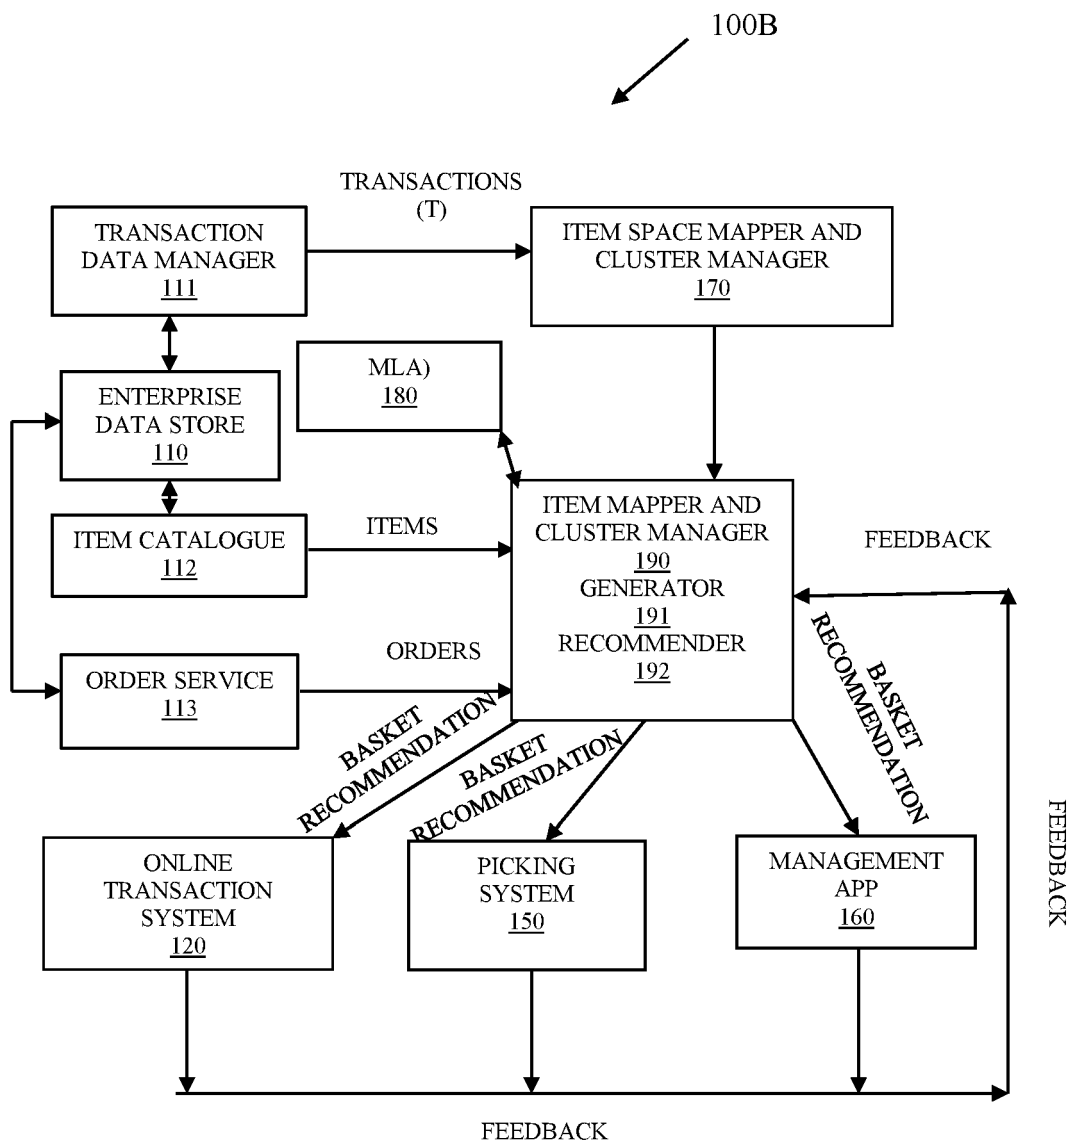 100B
TRANSACTIONS
(T)
TRANSACTION
DATA MANAGER
111
ITEM SPACE MAPPER AND
CLUSTER MANAGER
170
MLA)
180
ENTERPRISE
DATA STORE
110
ITEM CATALOGUE
112
ITEMS
ITEM MAPPER AND
CLUSTER MANAGER
190
GENERATOR
191
RECOMMENDER
192
FEEDBACK
ORDER SERVICE
113
ORDERS
BASKET
RECOMMENDATION
BASKET
RECOMMENDATION
BASKET
RECOMMENDATION
ONLINE
TRANSACTION
SYSTEM
120
PICKING
SYSTEM
150
MANAGEMENT
APP
160
FEEDBACK
FEEDBACK